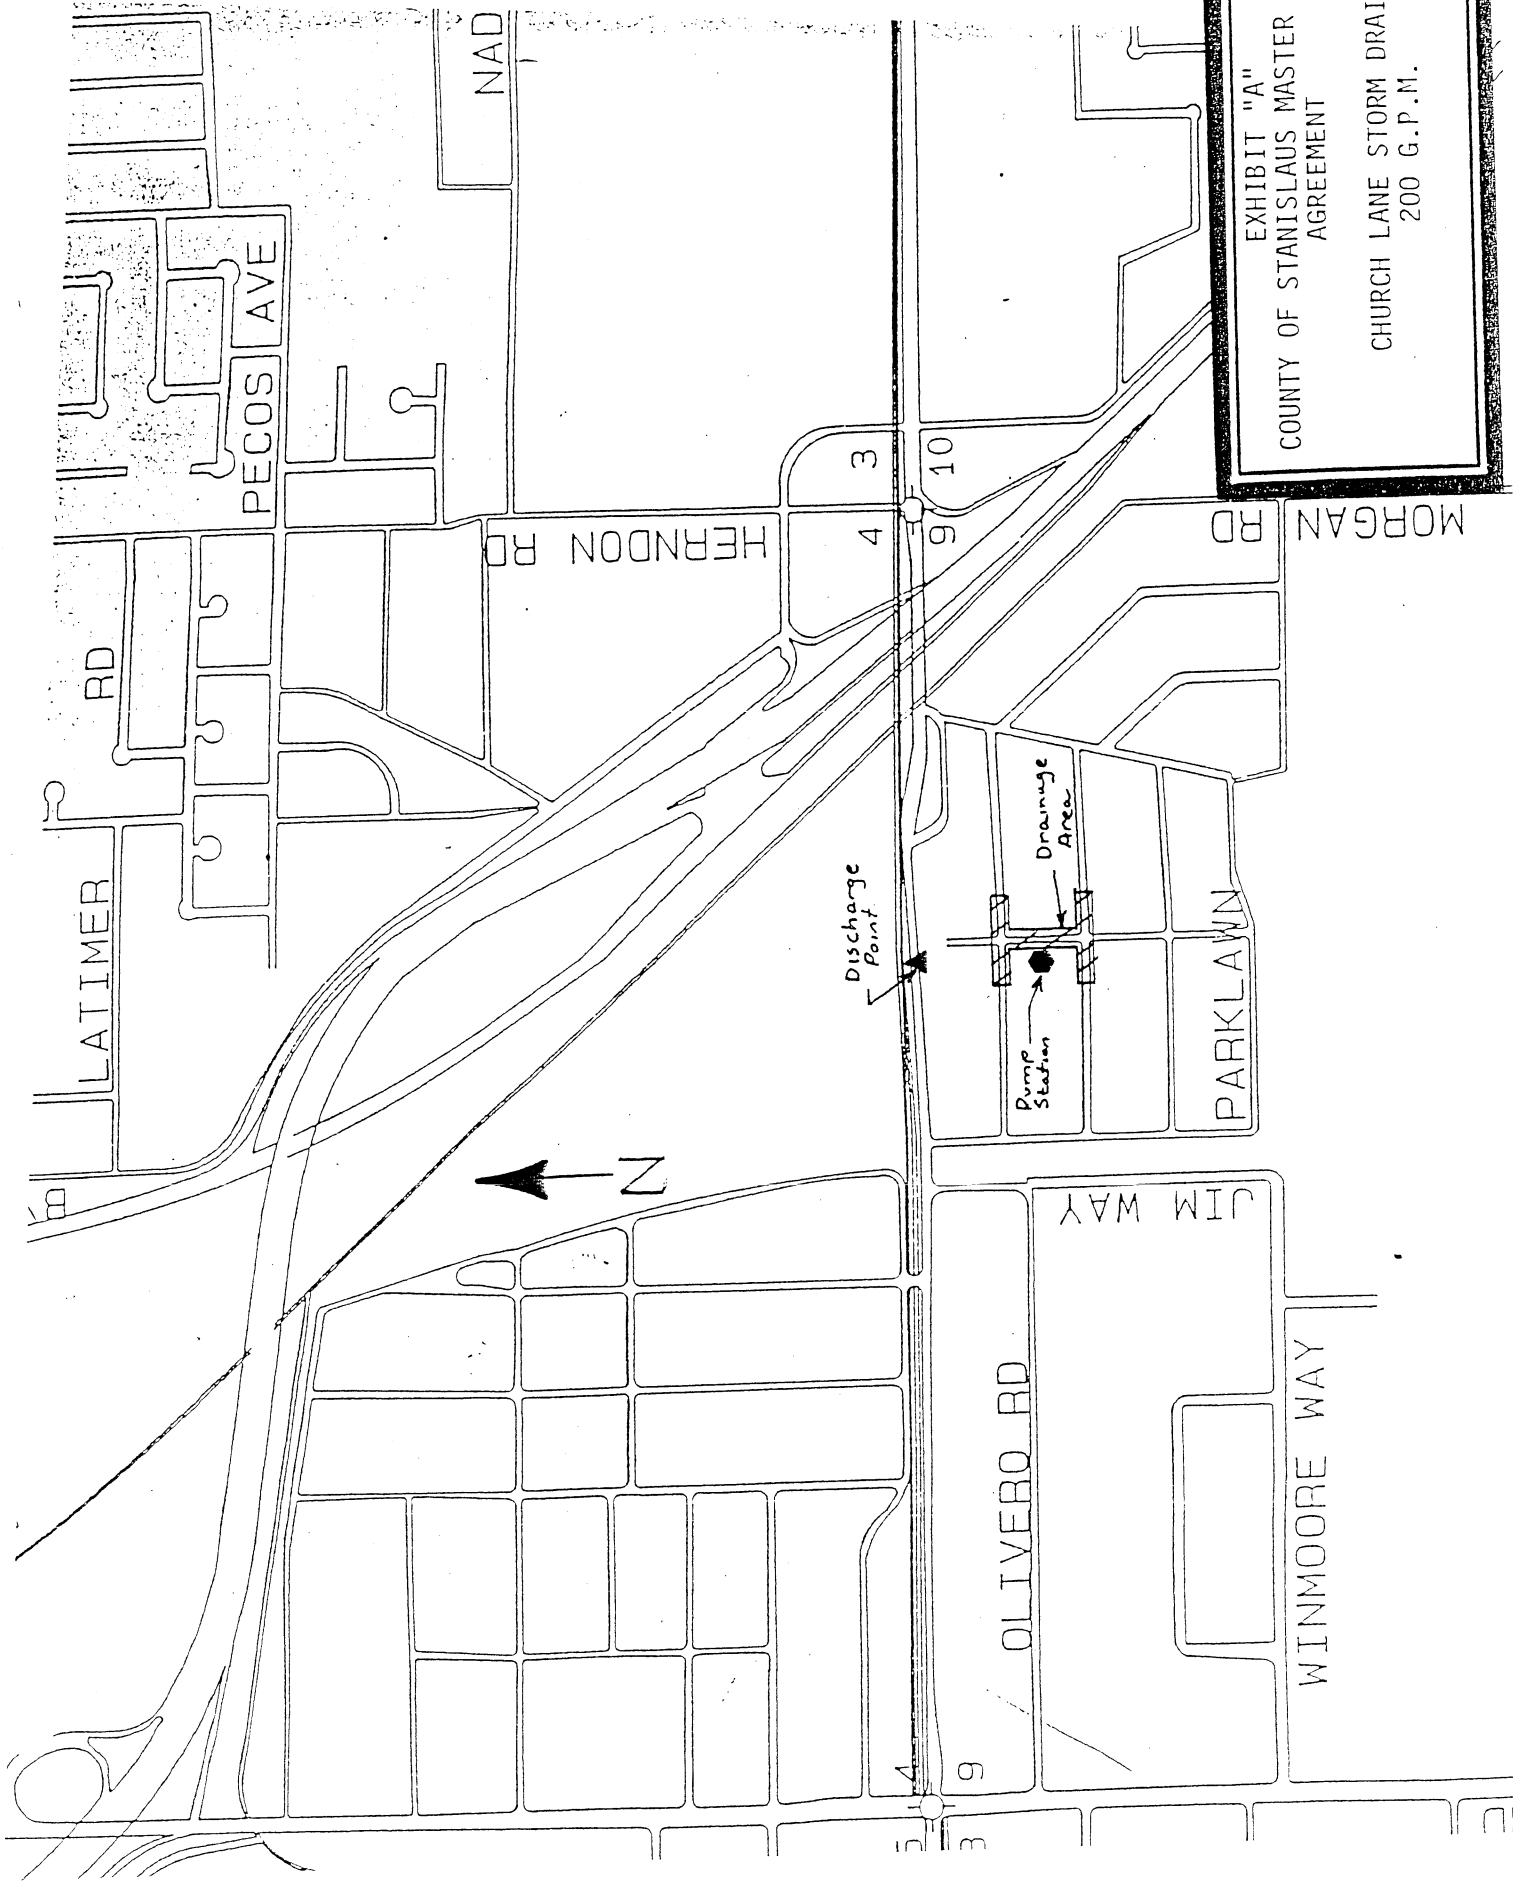 EXHIBIT "A"
COUNTY OF STANISLAUS MASTER
AGREEMENT
CHURCH LANE STORM DRAI
200 G.P.M.
NAD
PECOS AVE
RD
LATIMER
HERNDON RD
3
10
4
9
MORGAN RD
Discharge
Point
Drainage
Area
Pump
Station
PARKLAWN
N
JIM WAY
OLIVERO RD
WINMOORE WAY
4
9
5